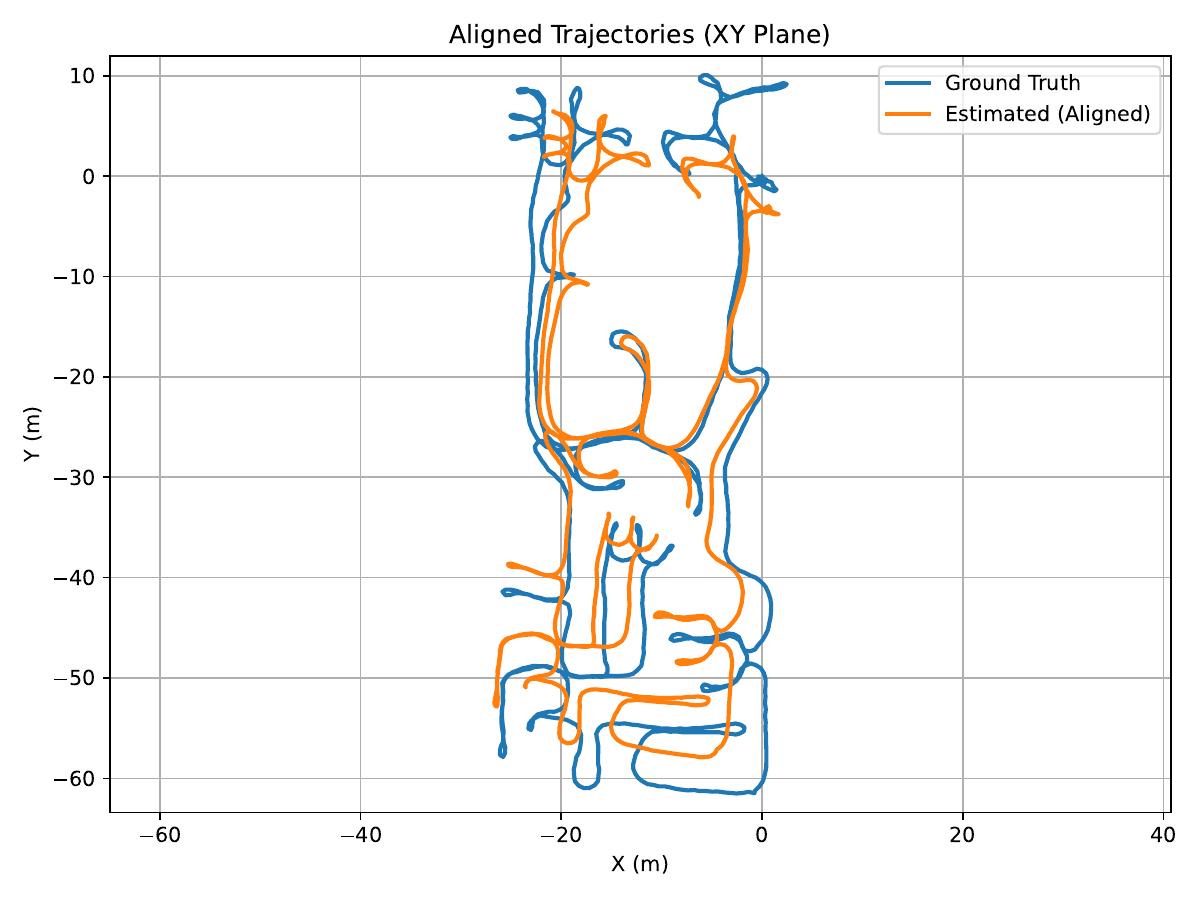 Aligned Trajectories (XY Plane)
Ground Truth
Estimated (Aligned)
10
0
−10
−20
−30
−40
−50
−60
Y (m)
−60
−40
−20
0
20
40
X (m)